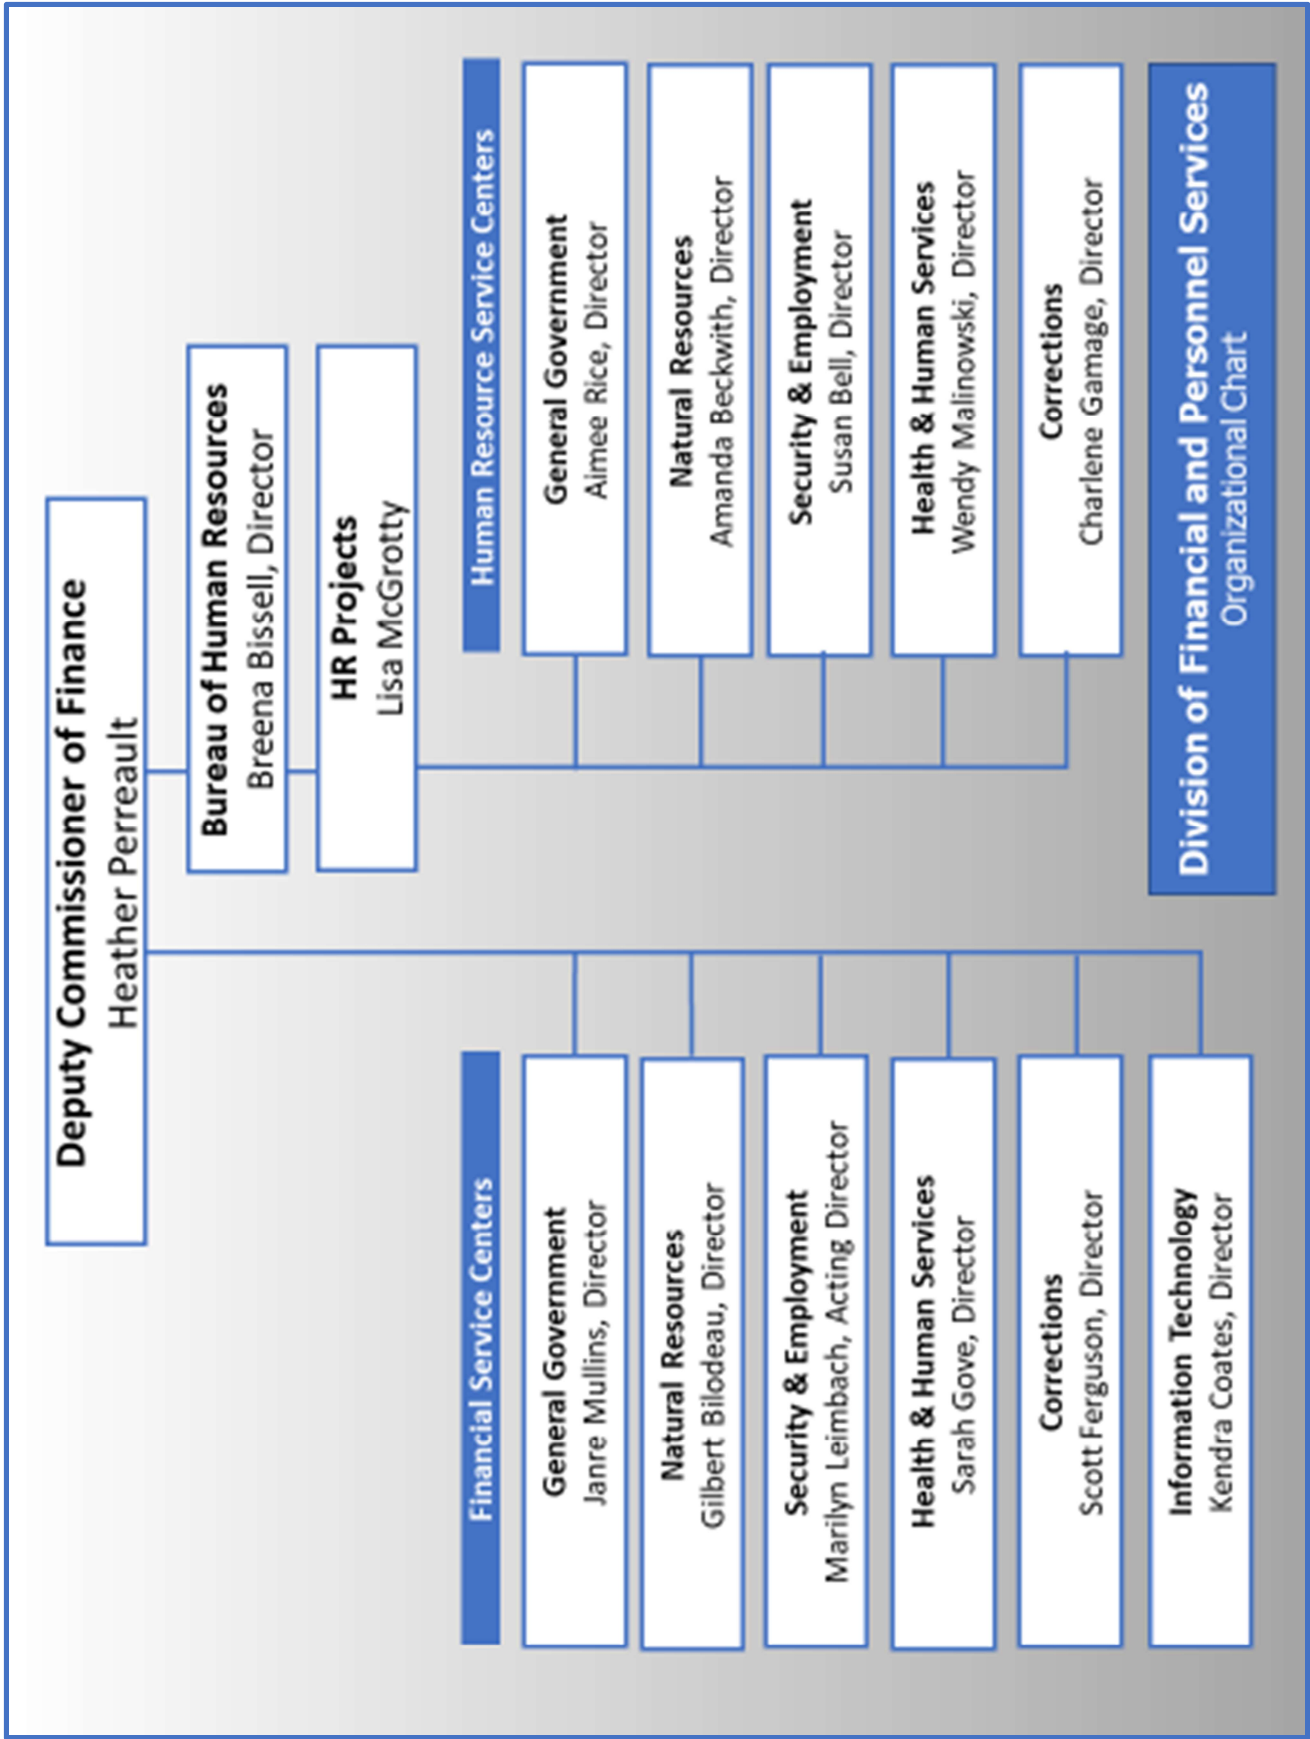 Deputy Commissioner of Finance
Heather Perreault
Bureau of Human Resources
Breena Bissell, Director
HR Projects
Lisa McGrotty
Financial Service Centers
General Government
Janre Mullins, Director
Natural Resources
Gilbert Bilodeau, Director
Security & Employment
Marilyn Leimbach, Acting Director
Health & Human Services
Sarah Gove, Director
Corrections
Scott Ferguson, Director
Information Technology
Kendra Coates, Director
Human Resource Service Centers
General Government
Aimee Rice, Director
Natural Resources
Amanda Beckwith, Director
Security & Employment
Susan Bell, Director
Health & Human Services
Wendy Malinowski, Director
Corrections
Charlene Gamage, Director
Division of Financial and Personnel Services
Organizational Chart